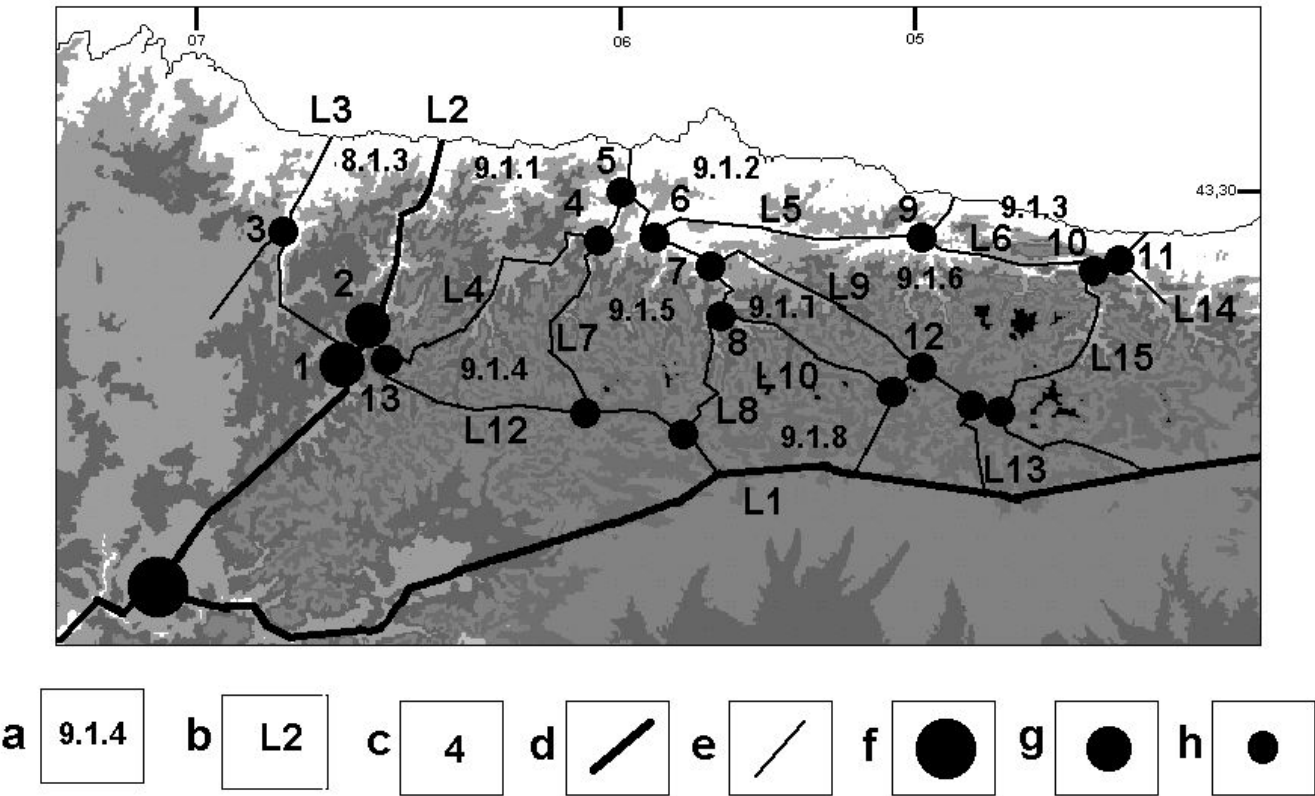 07 06 05
L3 L2
8.1.3 9.1.1 5 9.1.2
43,30
4 6 L5 9 9.1.3
3 L6 10 11
7 9.1.6
2 L4 9.1.5 9.1.7 L9 L14
L7 8 12 L15
1 9.1.4
13 L10
L12 L8 9.1.8
L13
L1
a 9.1.4 b L2 c 4 d e f g h